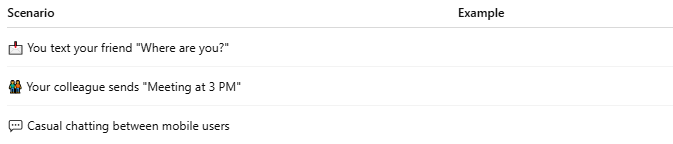 Scenario Example
You text your friend "Where are you?"
Your colleague sends "Meeting at 3 PM"
Casual chatting between mobile users